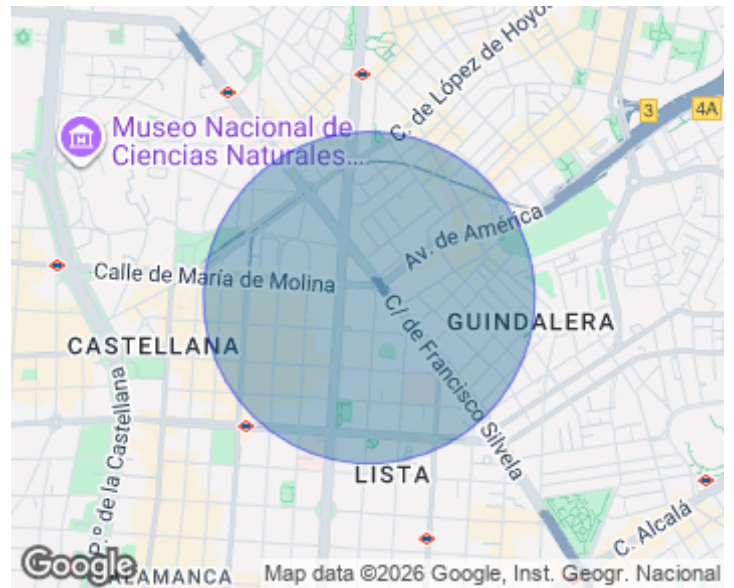 C. de López de Hoyos
3
4A
Museo Nacional de
Ciencias Naturales...
Av. de América
Calle de María de Molina
C/ de Francisco Silvela
GUINDALERA
CASTELLANA
P.º de la Castellana
LISTA
C. Alcalá
Google
SALAMANCA
Map data ©2026 Google, Inst. Geogr. Nacional